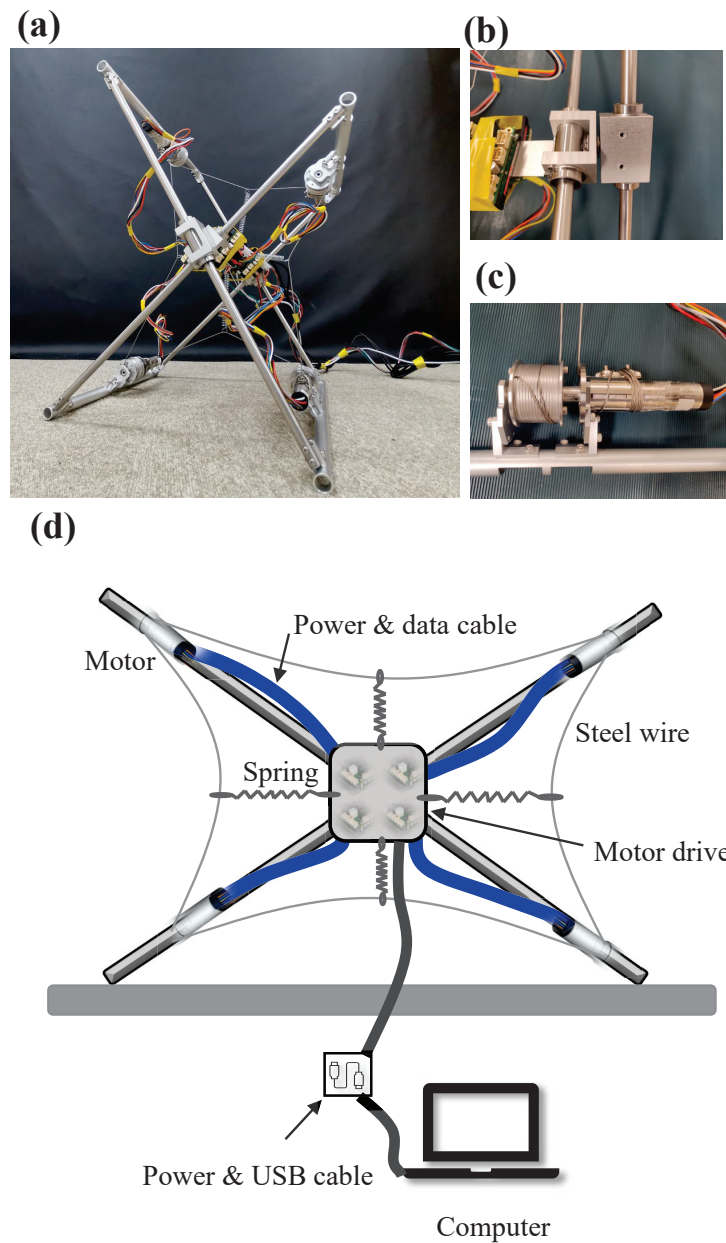 (a)
(b)
(c)
(d)
Power & data cable
Motor
Steel wire
Spring
Motor drive
Power & USB cable
Computer